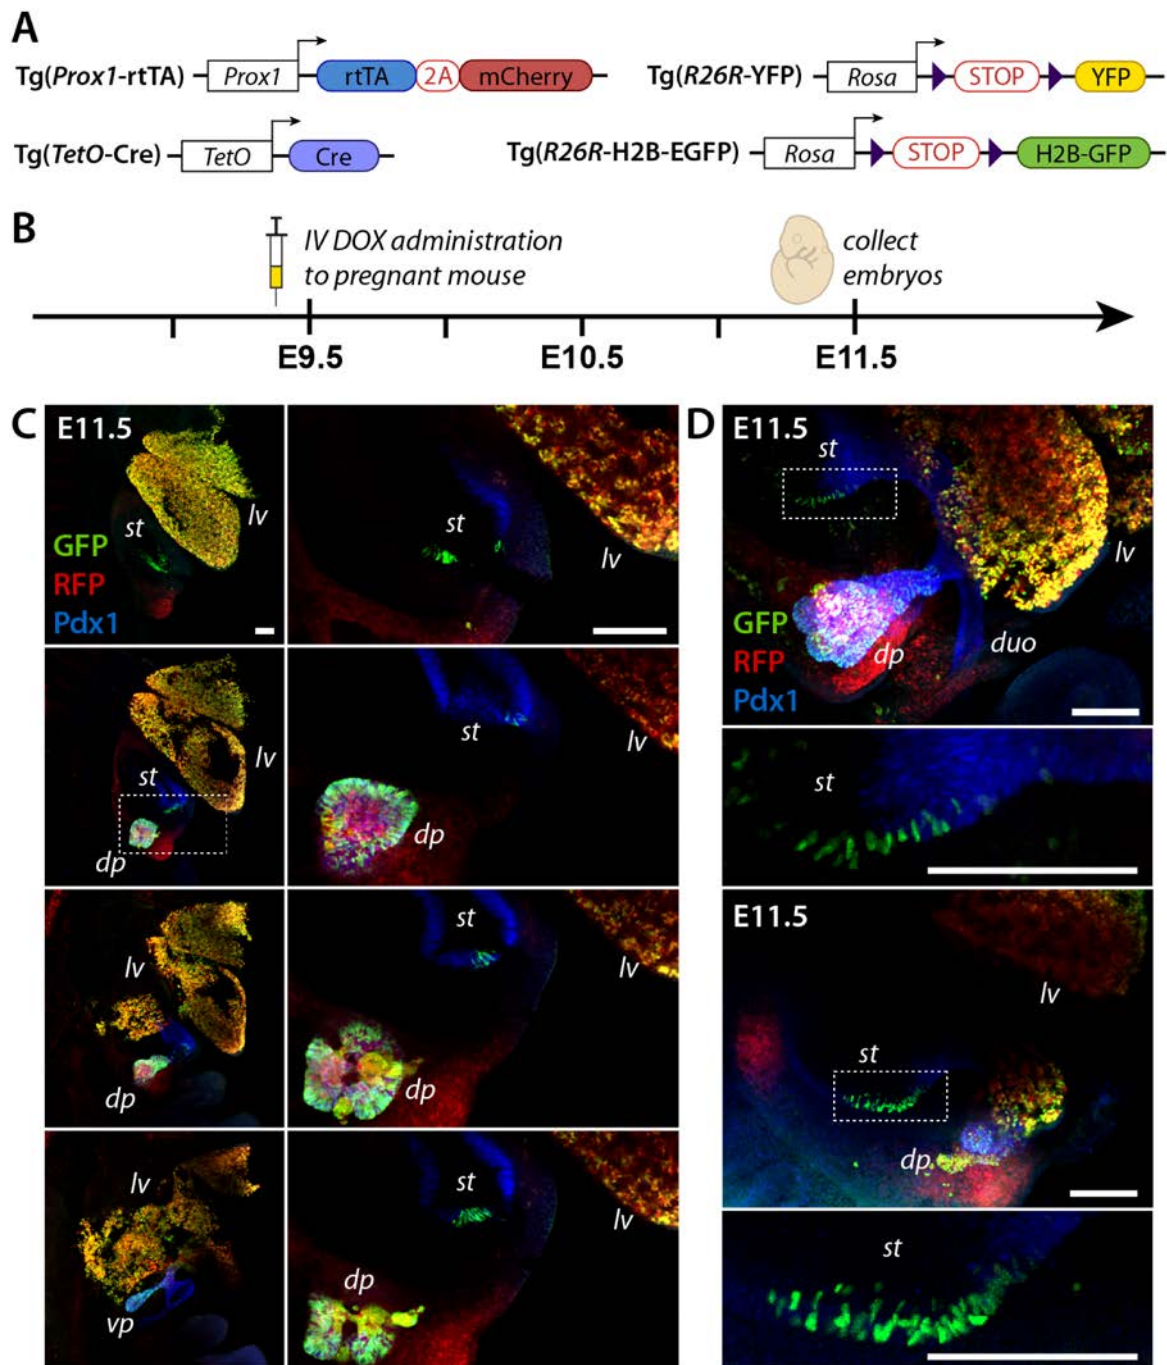 A
Tg(Prox1-rtTA) Prox1 rtTA 2A mCherry
Tg(R26R-YFP) Rosa STOP YFP
Tg(TetO-Cre) TetO Cre
Tg(R26R-H2B-EGFP) Rosa STOP H2B-GFP
B
IV DOX administration
to pregnant mouse
collect
embryos
E9.5 E10.5 E11.5
C
E11.5
st
lv
GFP
RFP
Pdx1
st
lv
st
lv
dp
st
lv
dp
lv
dp
st
lv
dp
lv
vp
st
lv
dp
D
E11.5
st
lv
GFP
RFP
Pdx1
dp
duo
st
E11.5
lv
st
dp
st